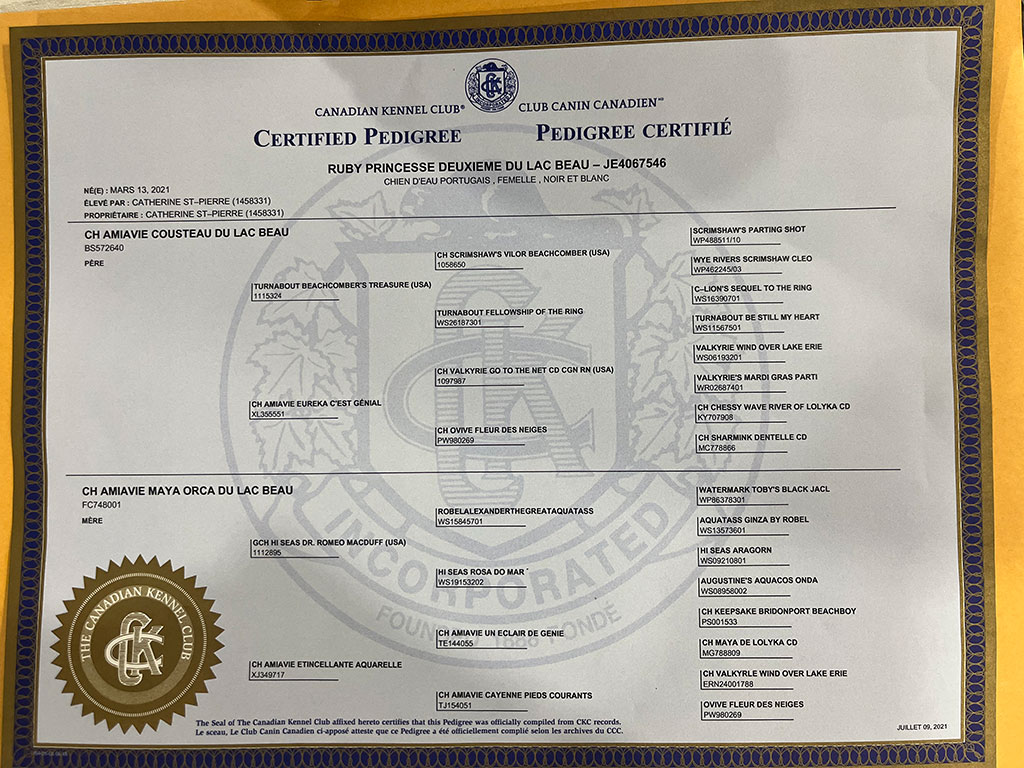 CANADIAN KENNEL CLUB® CLUB CANIN CANADIEN
CERTIFIED PEDIGREE PEDIGREE CERTIFIÉ
RUBY PRINCESSE DEUXIEME DU LAC BEAU – JE4067546
CHIEN D'EAU PORTUGAIS , FEMELLE , NOIR ET BLANC
NÉ(E) : MARS 13, 2021
ÉLEVÉ PAR : CATHERINE ST–PIERRE (1458331)
PROPRIÉTAIRE : CATHERINE ST–PIERRE (1458331)
CH AMIAVIE COUSTEAU DU LAC BEAU
BS572640
PÈRE
TURNABOUT BEACHCOMBER'S TREASURE (USA)
1115324
CH AMIAVIE EUREKA C'EST GÉNIAL
XL355551
CH SCRIMSHAW'S VILOR BEACHCOMBER (USA)
1058650
TURNABOUT FELLOWSHIP OF THE RING
WS26187301
CH VALKYRIE GO TO THE NET CD CGN RN (USA)
1097987
CH OVIVE FLEUR DES NEIGES
PW980269
SCRIMSHAW'S PARTING SHOT
WP488511/10
WYE RIVERS SCRIMSHAW CLEO
WP462245/03
C–LION'S SEQUEL TO THE RING
WS16390701
TURNABOUT BE STILL MY HEART
WS11567501
VALKYRIE WIND OVER LAKE ERIE
WS06193201
VALKYRIE'S MARDI GRAS PARTI
WR02687401
CH CHESSY WAVE RIVER OF LOLYKA CD
KY707908
CH SHARMINK DENTELLE CD
MC778866
CH AMIAVIE MAYA ORCA DU LAC BEAU
FC748001
MÈRE
GCH HI SEAS DR. ROMEO MACDUFF (USA)
1112895
CH AMIAVIE ETINCELLANTE AQUARELLE
XJ349717
ROBELALEXANDERTHEGREATAQUATASS
WS15845701
HI SEAS ROSA DO MAR
WS19153202
CH AMIAVIE UN ECLAIR DE GENIE
TE144055
CH AMIAVIE CAYENNE PIEDS COURANTS
TJ154051
WATERMARK TOBY'S BLACK JACL
WP86378301
AQUATASS GINZA BY ROBEL
WS13573601
HI SEAS ARAGORN
WS09210801
AUGUSTINE'S AQUACOS ONDA
WS08958002
CH KEEPSAKE BRIDONPORT BEACHBOY
PS001533
CH MAYA DE LOLYKA CD
MG788809
CH VALKYRLE WIND OVER LAKE ERIE
ERN24001788
OVIVE FLEUR DES NEIGES
PW980269
INCORPORATED
FOUNDED 1888 FONDÉ
THE CANADIAN KENNEL CLUB
CKC
The Seal of The Canadian Kennel Club affixed hereto certifies that this Pedigree was officially compiled from CKC records.
Le sceau, Le Club Canin Canadien ci-apposé atteste que ce Pedigree a été officiellement complié selon les archives du CCC.
JUILLET 09, 2021